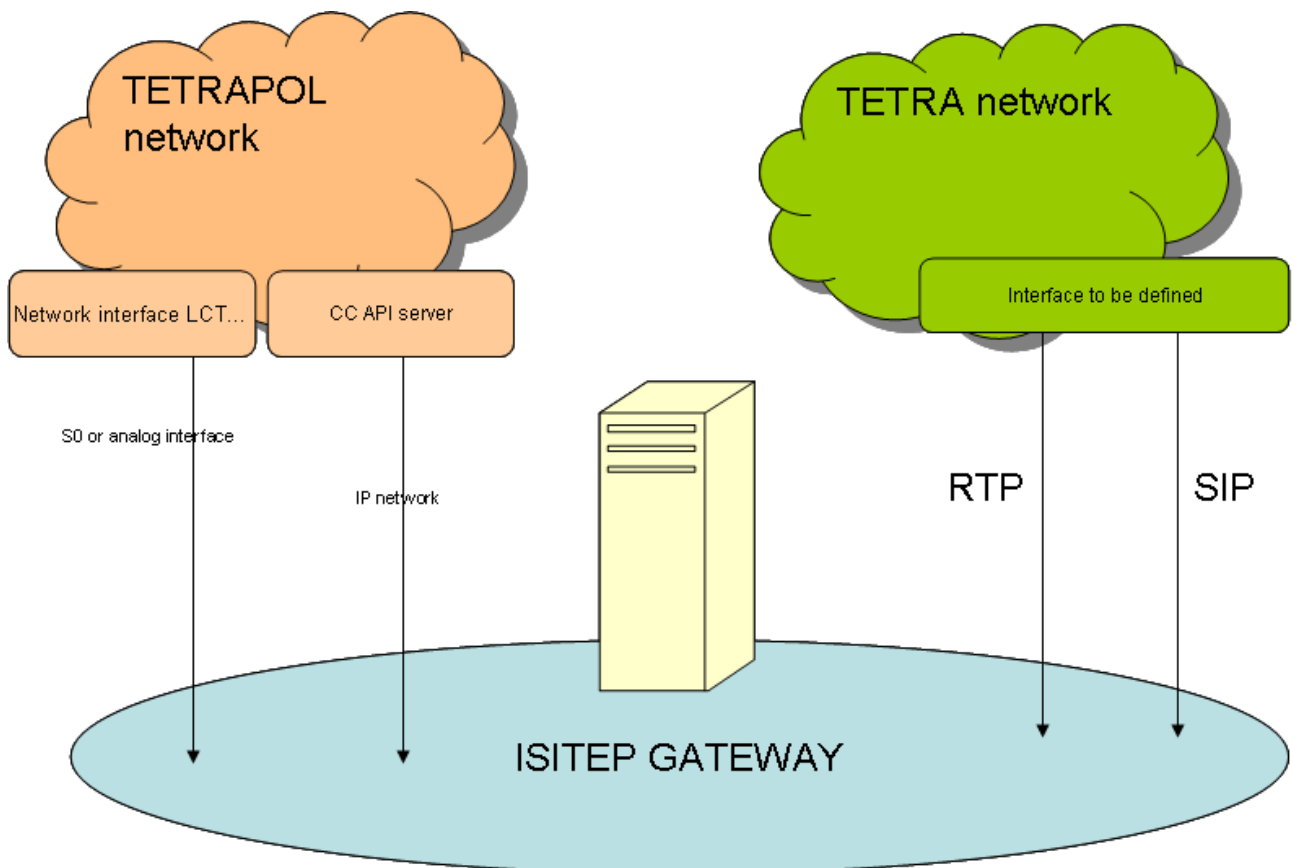 TETRAPOL
network
TETRA network
Network interface LCT...
CC API server
Interface to be defined
S0 or analog interface
IP network
RTP
SIP
ISITEP GATEWAY